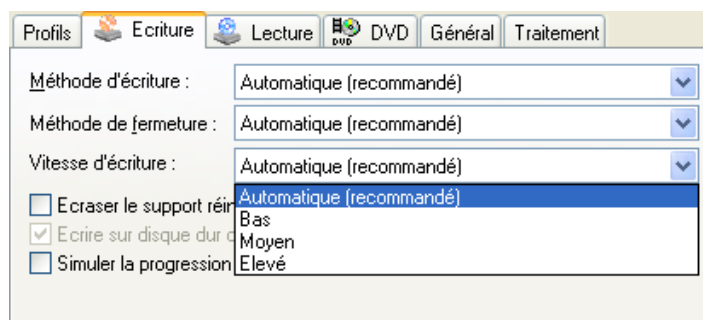 Profils Ecriture Lecture DVD Général Traitement
Méthode d'écriture : Automatique (recommandé)
Méthode de fermeture : Automatique (recommandé)
Vitesse d'écriture : Automatique (recommandé)
Ecraser le support Automatique (recommandé)
Bas
Ecrire sur disque dur
Moyen
Simuler la progression Elevé